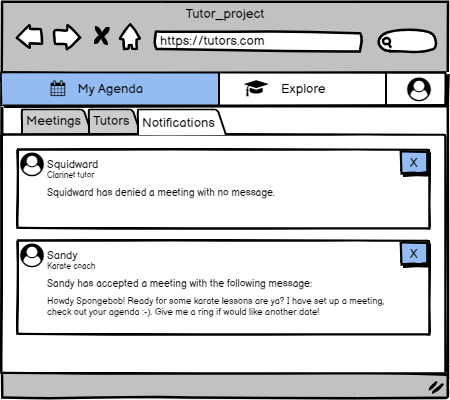 Tutor_project
https://tutors.com
My Agenda
Explore
Meetings
Tutors
Notifications
Squidward
X
Clarinet tutor
Squidward has denied a meeting with no message.
Sandy
X
Karate coach
Sandy has accepted a meeting with the following message:
Howdy Spongebob! Ready for some karate lessons are ya? I have set up a meeting,
check out your agenda :-). Give me a ring if would like another date!